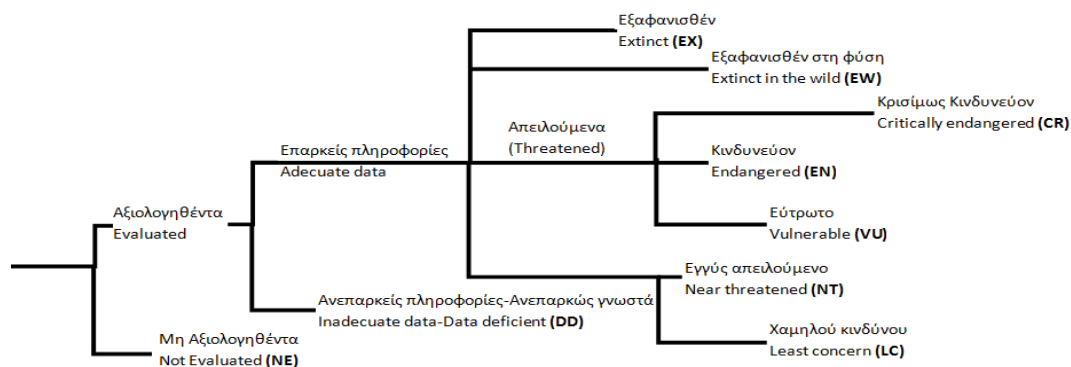 Εξαφανισθέν
Extinct (EX)
Εξαφανισθέν στη φύση
Extinct in the wild (EW)
Κρισίμως Κινδυνεύον
Critically endangered (CR)
Απειλούμενα
(Threatened)
Επαρκείς πληροφορίες
Adecuate data
Κινδυνεύον
Endangered (EN)
Αξιολογηθέντα
Evaluated
Εύτρωτο
Vulnerable (VU)
Εγγύς απειλούμενο
Near threatened (NT)
Ανεπαρκείς πληροφορίες-Ανεπαρκώς γνωστά
Inadecuate data-Data deficient (DD)
Μη Αξιολογηθέντα
Not Evaluated (NE)
Χαμηλού κινδύνου
Least concern (LC)